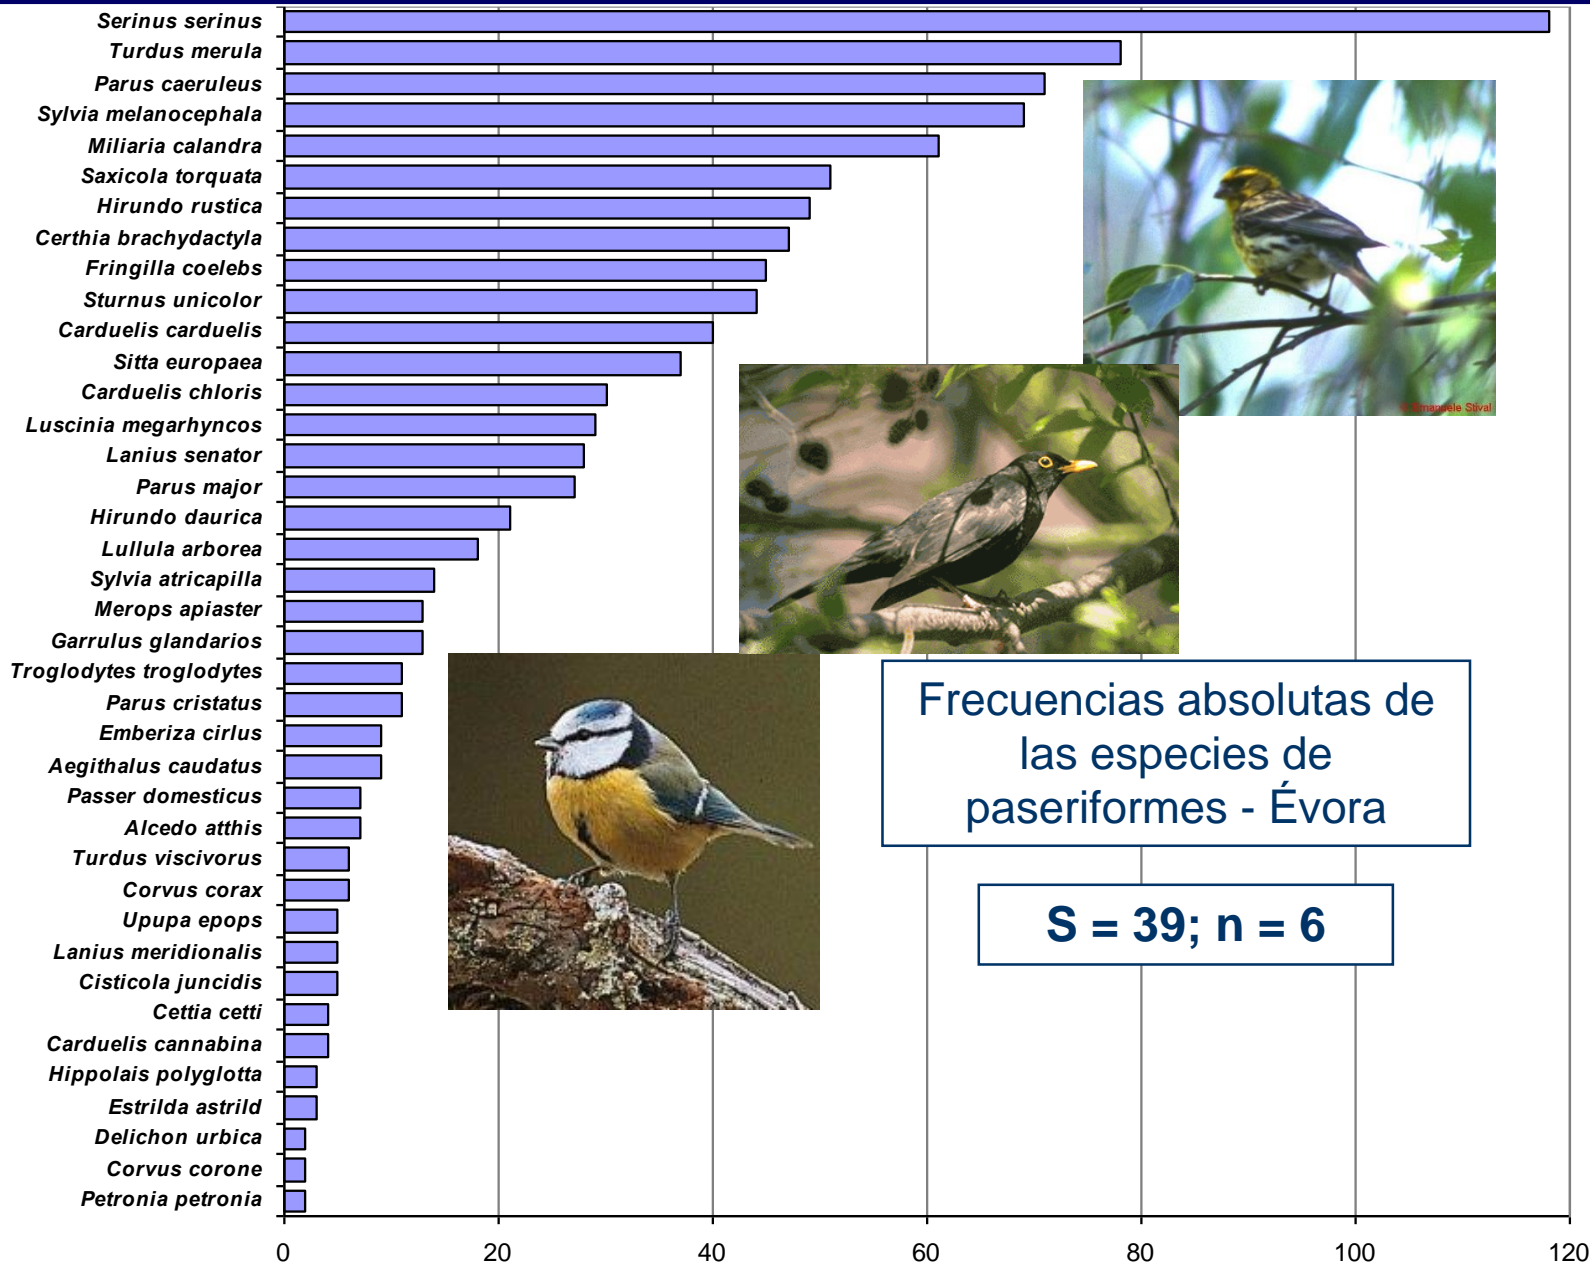 Serinus serinus
Turdus merula
Parus caeruleus
Sylvia melanocephala
Miliaria calandra
Saxicola torquata
Hirundo rustica
Certhia brachydactyla
Fringilla coelebs
Sturnus unicolor
Carduelis carduelis
Sitta europaea
Carduelis chloris
Luscinia megarhyncos
Lanius senator
Parus major
Hirundo daurica
Lullula arborea
Sylvia atricapilla
Merops apiaster
Garrulus glandarios
Troglodytes troglodytes
Parus cristatus
Emberiza cirlus
Aegithalus caudatus
Passer domesticus
Alcedo atthis
Turdus viscivorus
Corvus corax
Upupa epops
Lanius meridionalis
Cisticola juncidis
Cettia cetti
Carduelis cannabina
Hippolais polyglotta
Estrilda astrild
Delichon urbica
Corvus corone
Petronia petronia
0 20 40 60 80 100 120
© Emanuele Stival
Frecuencias absolutas de
las especies de
paseriformes - Évora
S = 39; n = 6